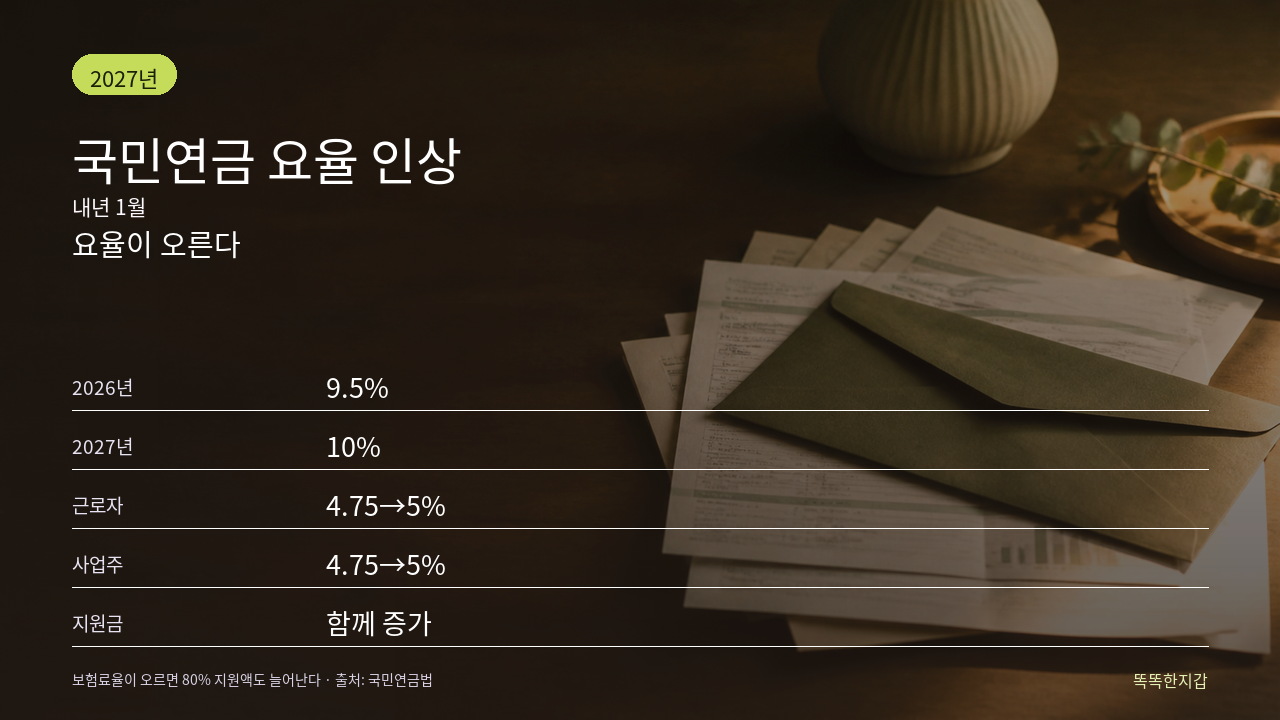 2027년
국민연금 요율 인상
내년 1월
요율이 오른다
2026년 9.5%
2027년 10%
근로자 4.75→5%
사업주 4.75→5%
지원금 함께 증가
보험료율이 오르면 80% 지원액도 늘어난다 · 출처: 국민연금법
똑똑한지갑